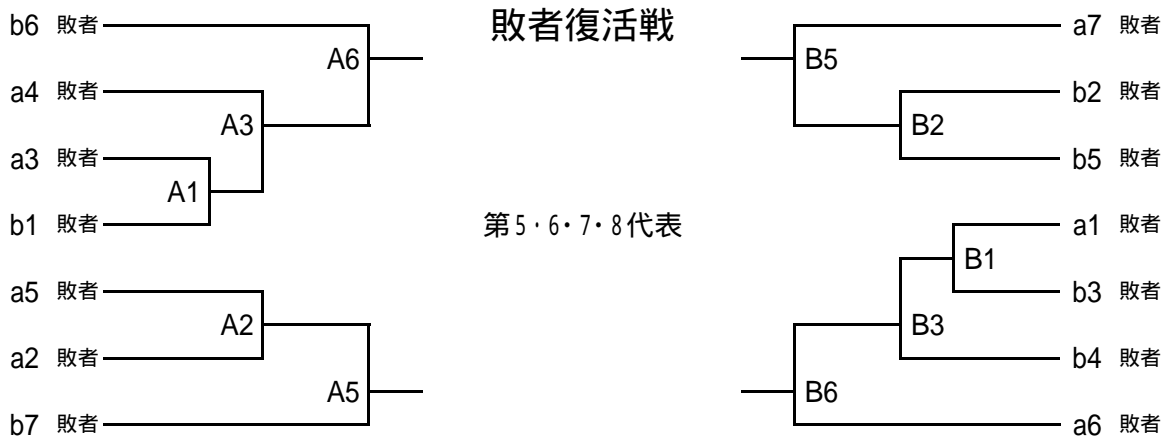 敗者復活戦
b6 敗者
A6
a4 敗者
A3
a3 敗者
A1
b1 敗者
a5 敗者
A2
a2 敗者
A5
b7 敗者
第5・6・7・8代表
a7 敗者
B5
b2 敗者
B2
b5 敗者
a1 敗者
B1
b3 敗者
B3
b4 敗者
B6
a6 敗者